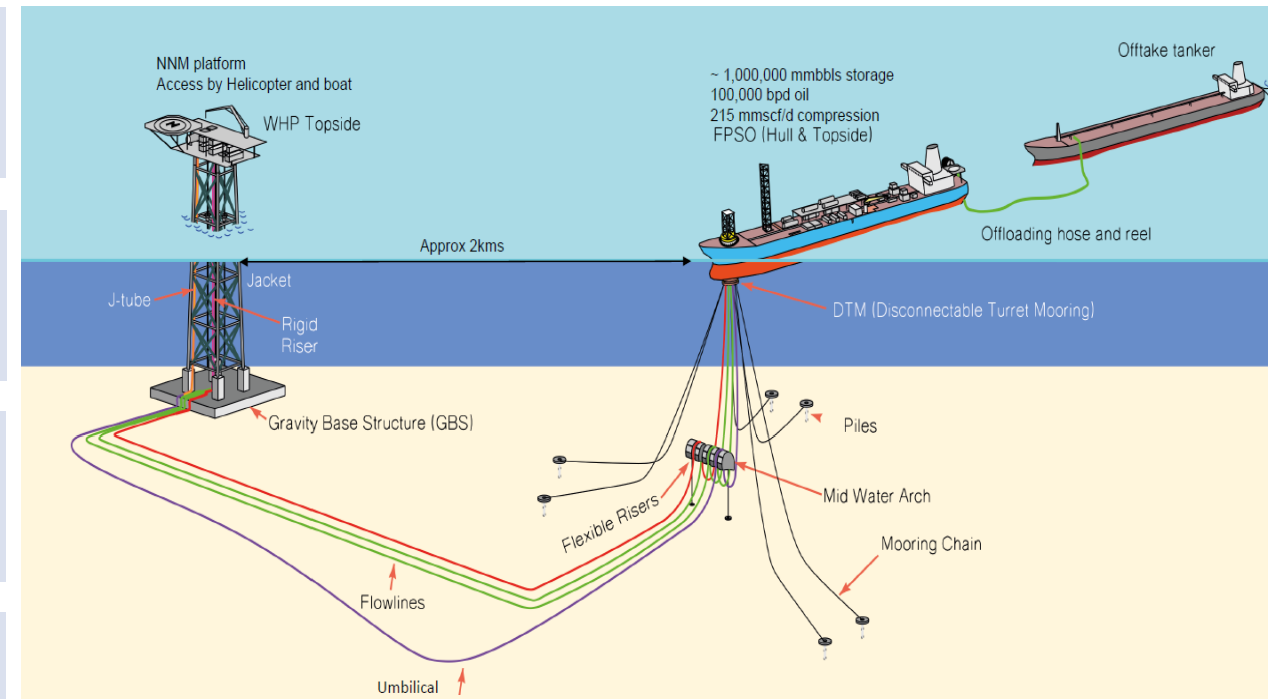 NNM platform
Access by Helicopter and boat
WHP Topside
~ 1,000,000 mmbbls storage
100,000 bpd oil
215 mmscf/d compression
FPSO (Hull & Topside)
Offtake tanker
Offloading hose and reel
Approx 2kms
J-tube
Jacket
Rigid
Riser
DTM (Disconnectable Turret Mooring)
Gravity Base Structure (GBS)
Piles
Mid Water Arch
Flexible Risers
Mooring Chain
Flowlines
Umbilical